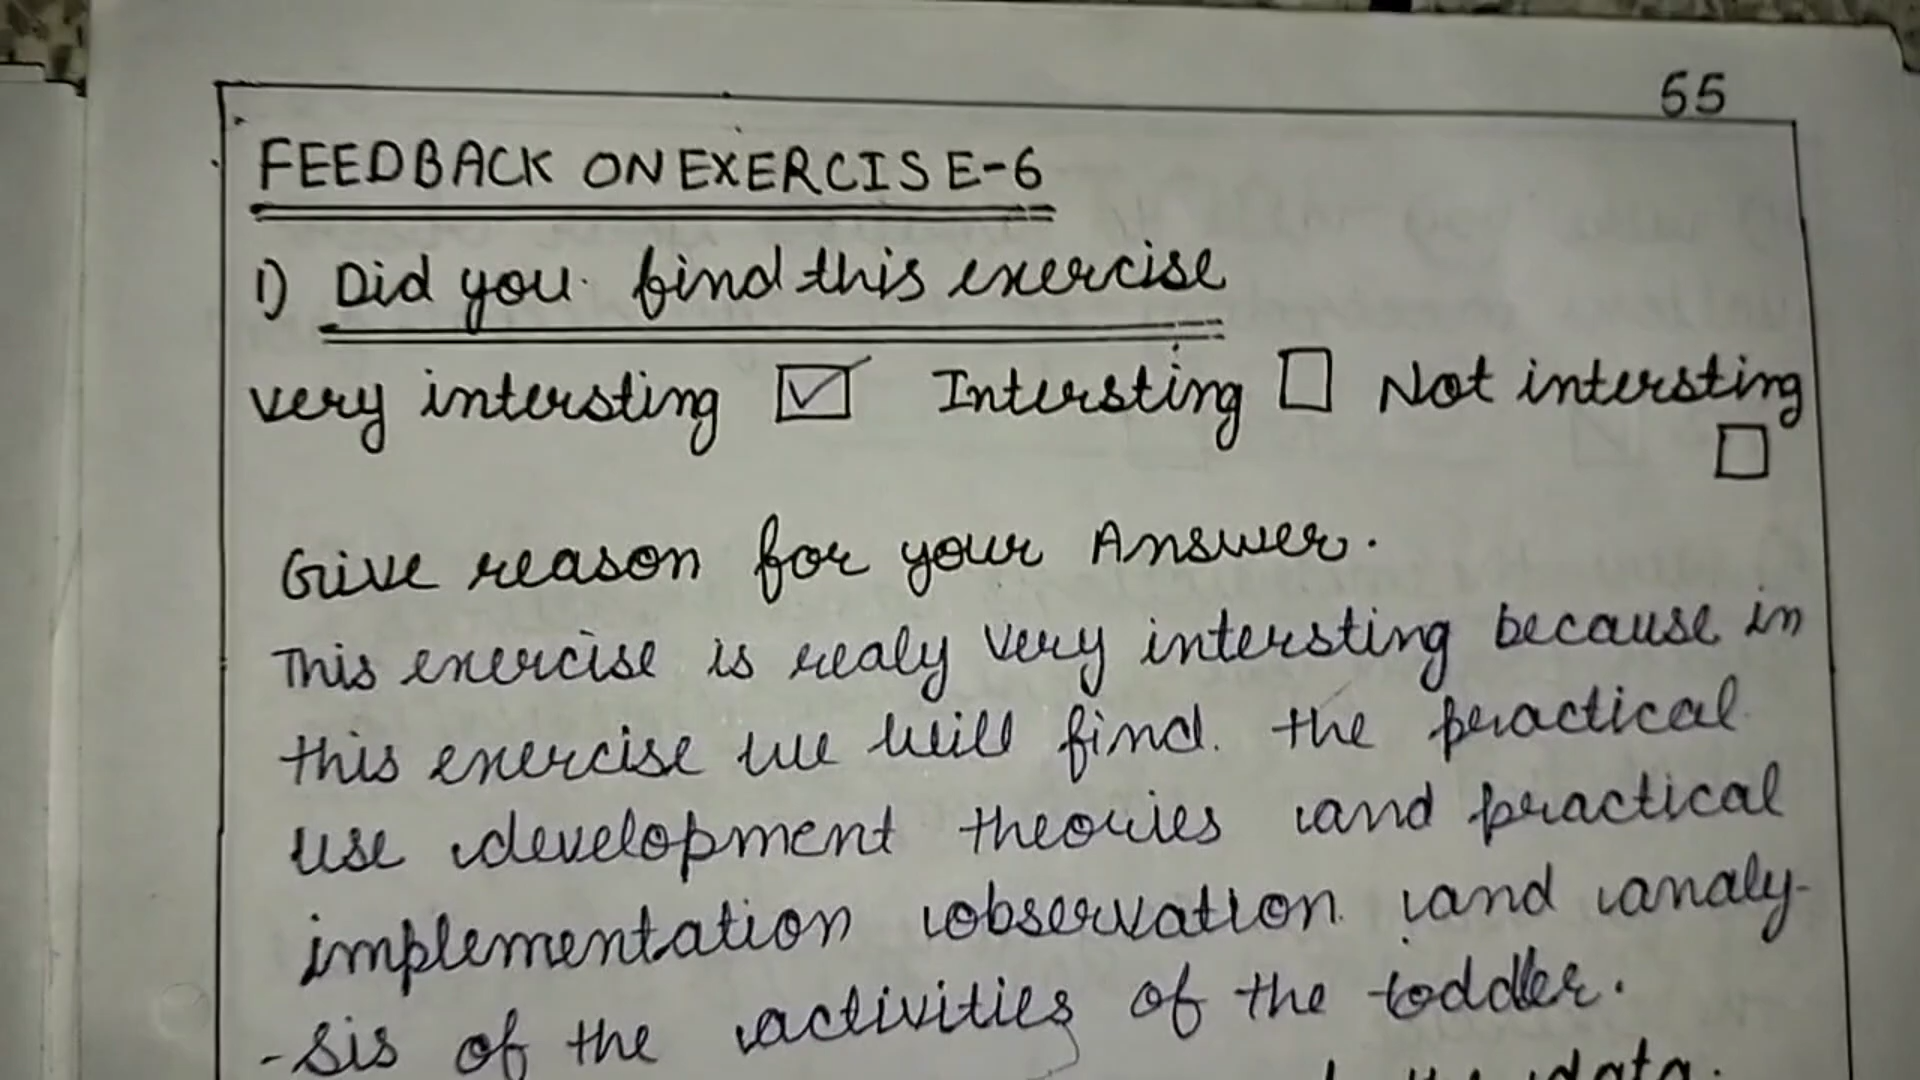 55
FEEDBACK ON EXERCISE-6
1) Did you find this exercise
very intersting Intersting Not intersting
Give reason for your Answer.
This exercise is realy very intersting because in
this exercise we will find. the practical
use development theories and practical
implementation observation and analy-
-sis of the activities of the toddler.
data.